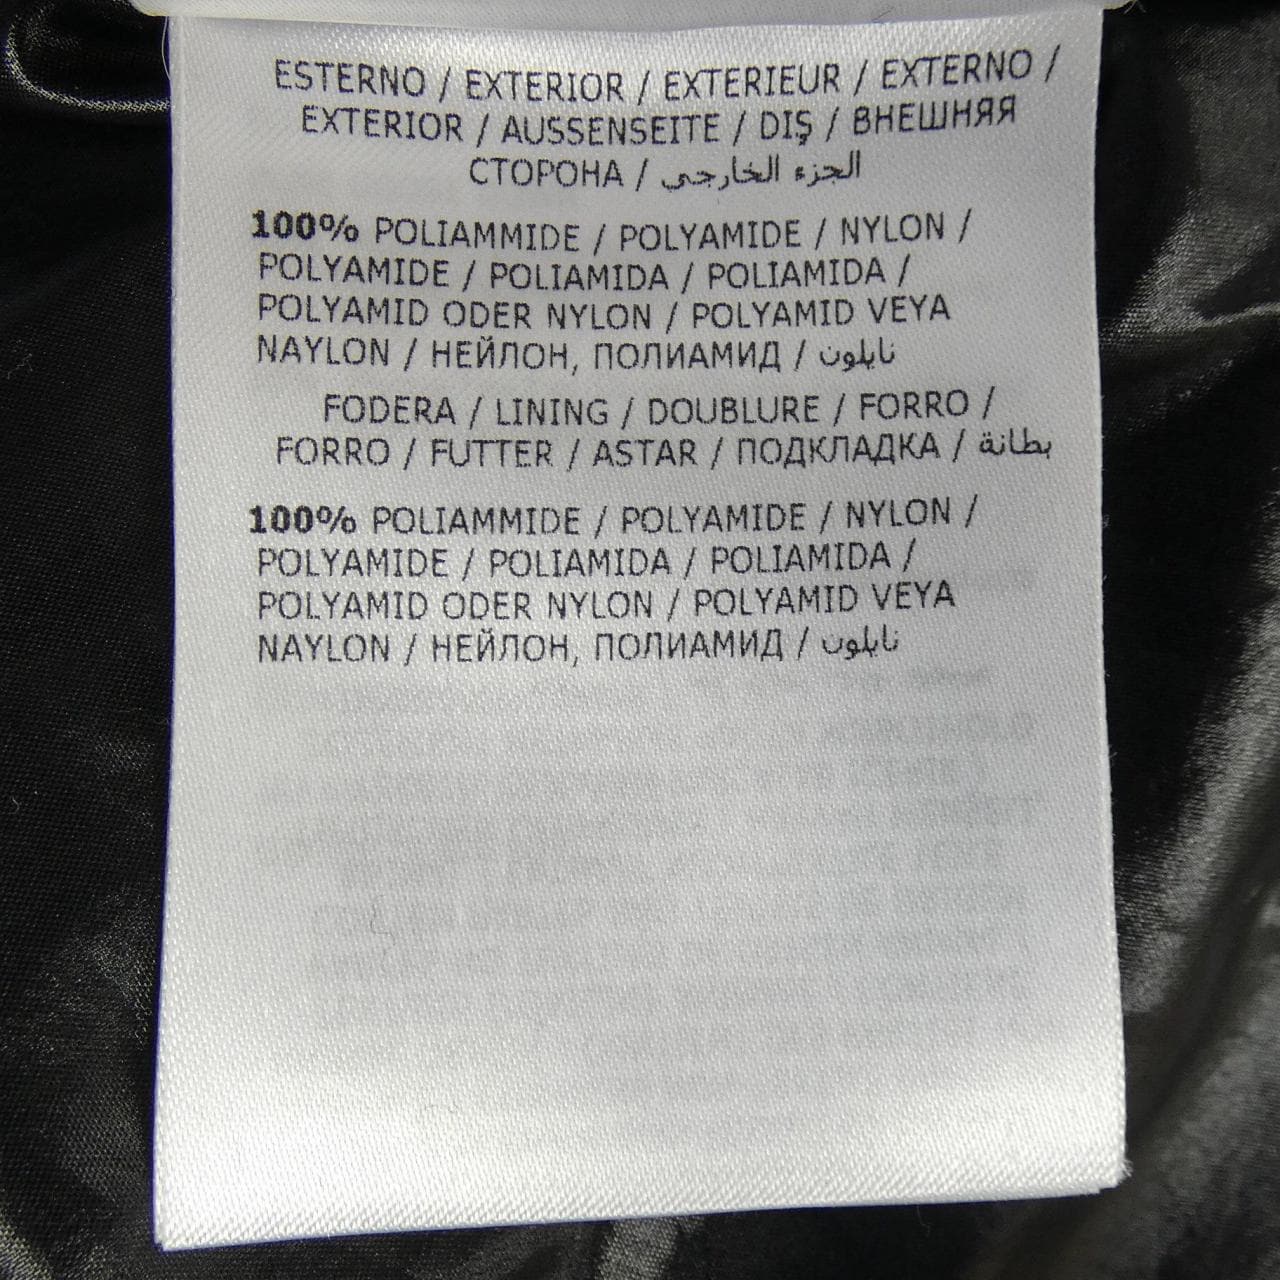 ESTERNO / EXTERIOR / EXTERIEUR / EXTERNO /
EXTERIOR / AUSSENSEITE / DIŞ / ВНЕШНЯЯ
СТОРОНА / الجزء الخارجي
100% POLIAMMIDE / POLYAMIDE / NYLON /
POLYAMIDE / POLIAMIDA / POLIAMIDA /
POLYAMID ODER NYLON / POLYAMID VEYA
NAYLON / НЕЙЛОН, ПОЛИАМИД / نايلون
FODERA / LINING / DOUBLURE / FORRO /
FORRO / FUTTER / ASTAR / ПОДКЛАДКА / بطانة
100% POLIAMMIDE / POLYAMIDE / NYLON /
POLYAMIDE / POLIAMIDA / POLIAMIDA /
POLYAMID ODER NYLON / POLYAMID VEYA
NAYLON / НЕЙЛОН, ПОЛИАМИД / نايلون